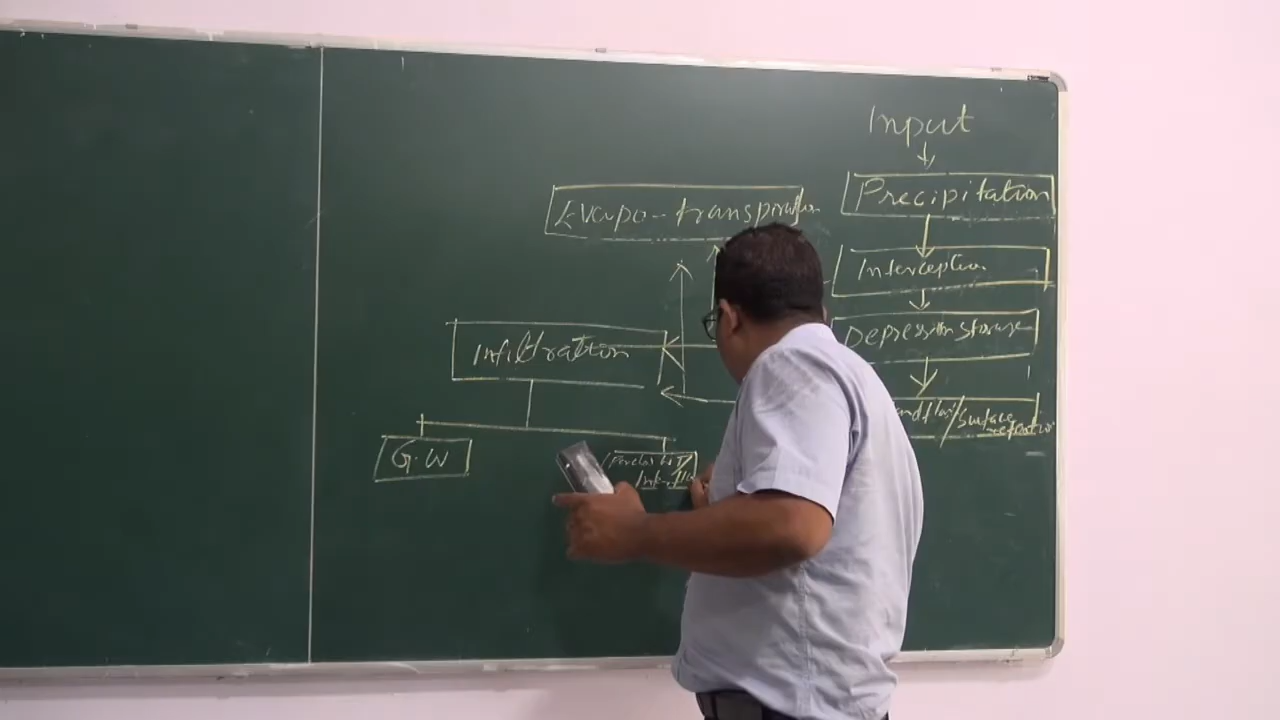 Input
Precipitation
Evapo-transpiration
Interception
Depression storage
Infiltration
/Surface
G.W